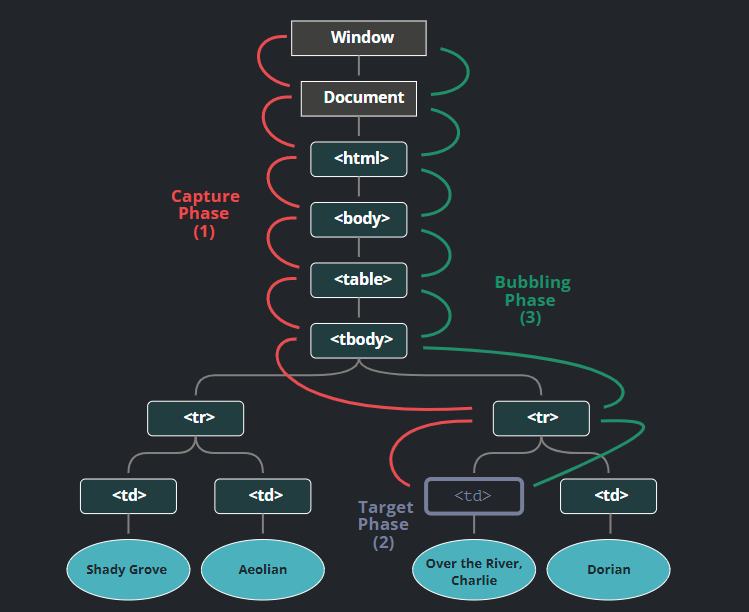 Window
Document
<html>
Capture
Phase
(1)
<body>
<table>
Bubbling
Phase
(3)
<tbody>
<tr>
<tr>
<td>
<td>
<td>
<td>
Target
Phase
(2)
Shady Grove
Aeolian
Over the River,
Charlie
Dorian